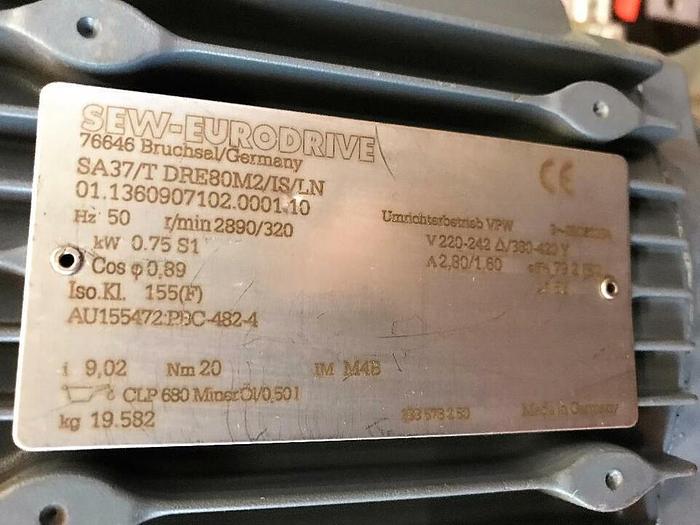 SEW-EURODRIVE
76646 Bruchsal/Germany
CE
SA37/T DRE80M2/IS/LN
01.1360907102.0001.10
Hz 50 r/min 2890/320 Umrichterbetrieb VPW
kW 0.75 S1 V 220-242 Δ/380-420 Y
Cos φ 0,89 A 2,80/1.60
Iso.Kl. 155(F)
AU155472:PBC-482-4
i 9,02 Nm 20 IM M4B
CLP 680 MinerÖl/0,50 l
kg 19.582 Made in Germany